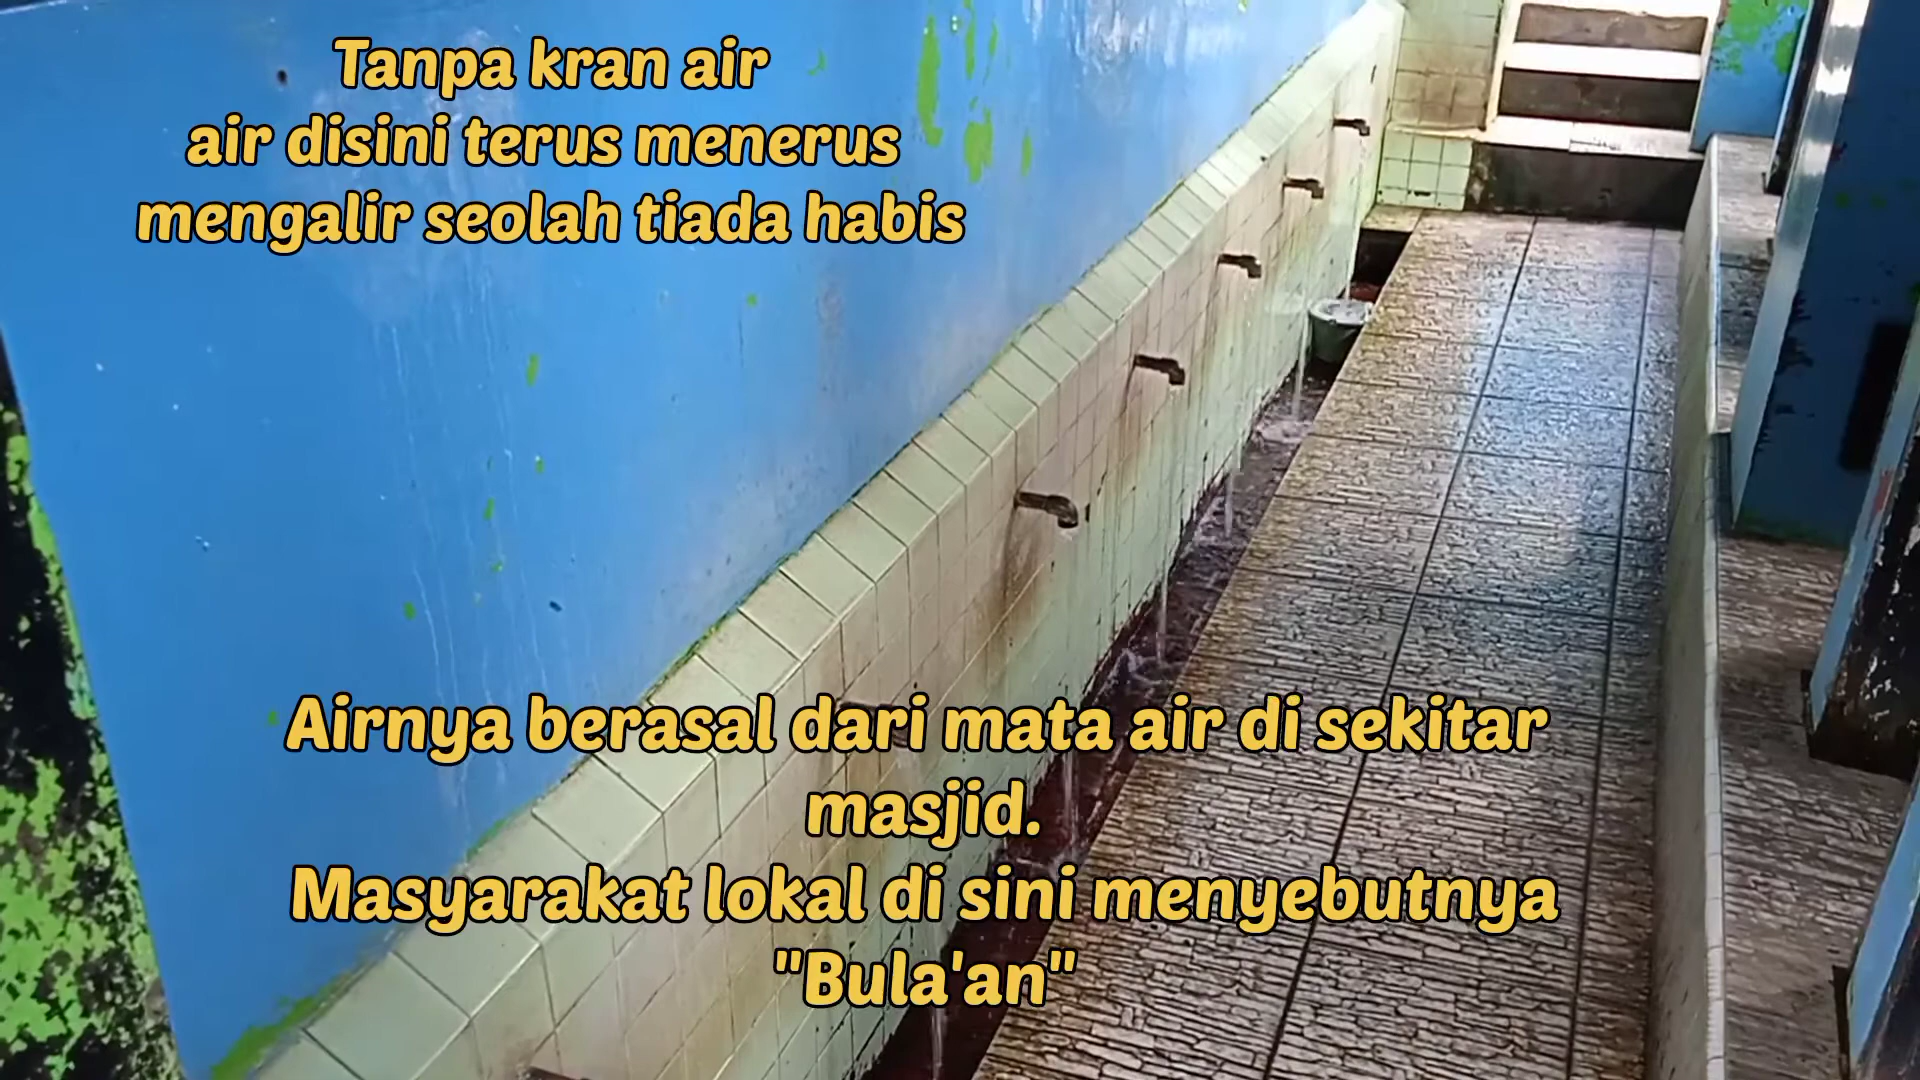 Tanpa kran air
air disini terus menerus
mengalir seolah tiada habis
Airnya berasal dari mata air di sekitar
masjid.
Masyarakat lokal di sini menyebutnya
"Bula'an"